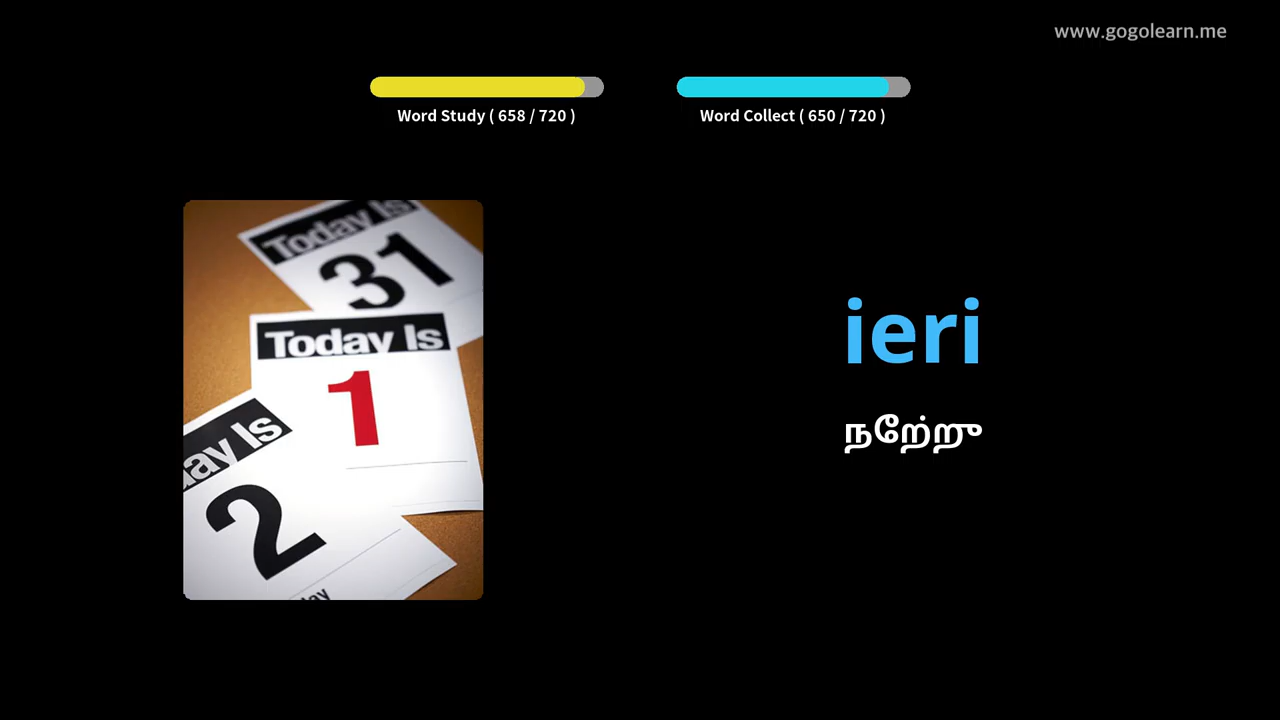 www.gogolearn.me
Word Study ( 658 / 720 )
Word Collect ( 650 / 720 )
Today Is
31
Today Is
1
ay Is
2
ieri
நேற்று